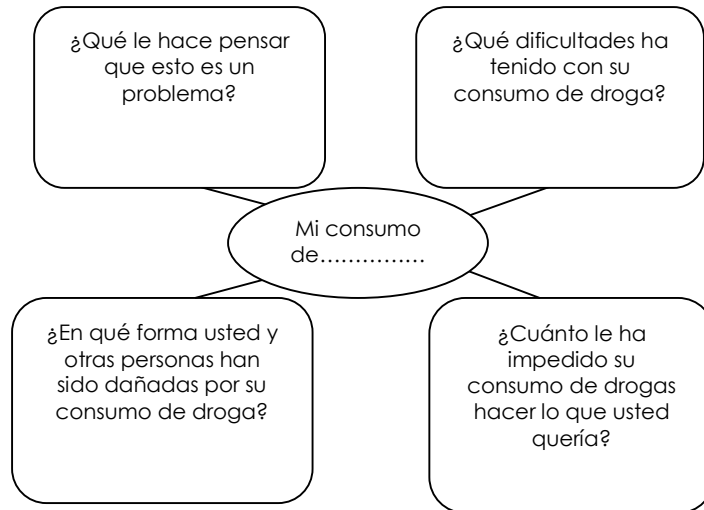 ¿Qué le hace pensar
que esto es un
problema?
¿Qué dificultades ha
tenido con su
consumo de droga?
Mi consumo
de……………
¿En qué forma usted y
otras personas han
sido dañadas por su
consumo de droga?
¿Cuánto le ha
impedido su
consumo de drogas
hacer lo que usted
quería?